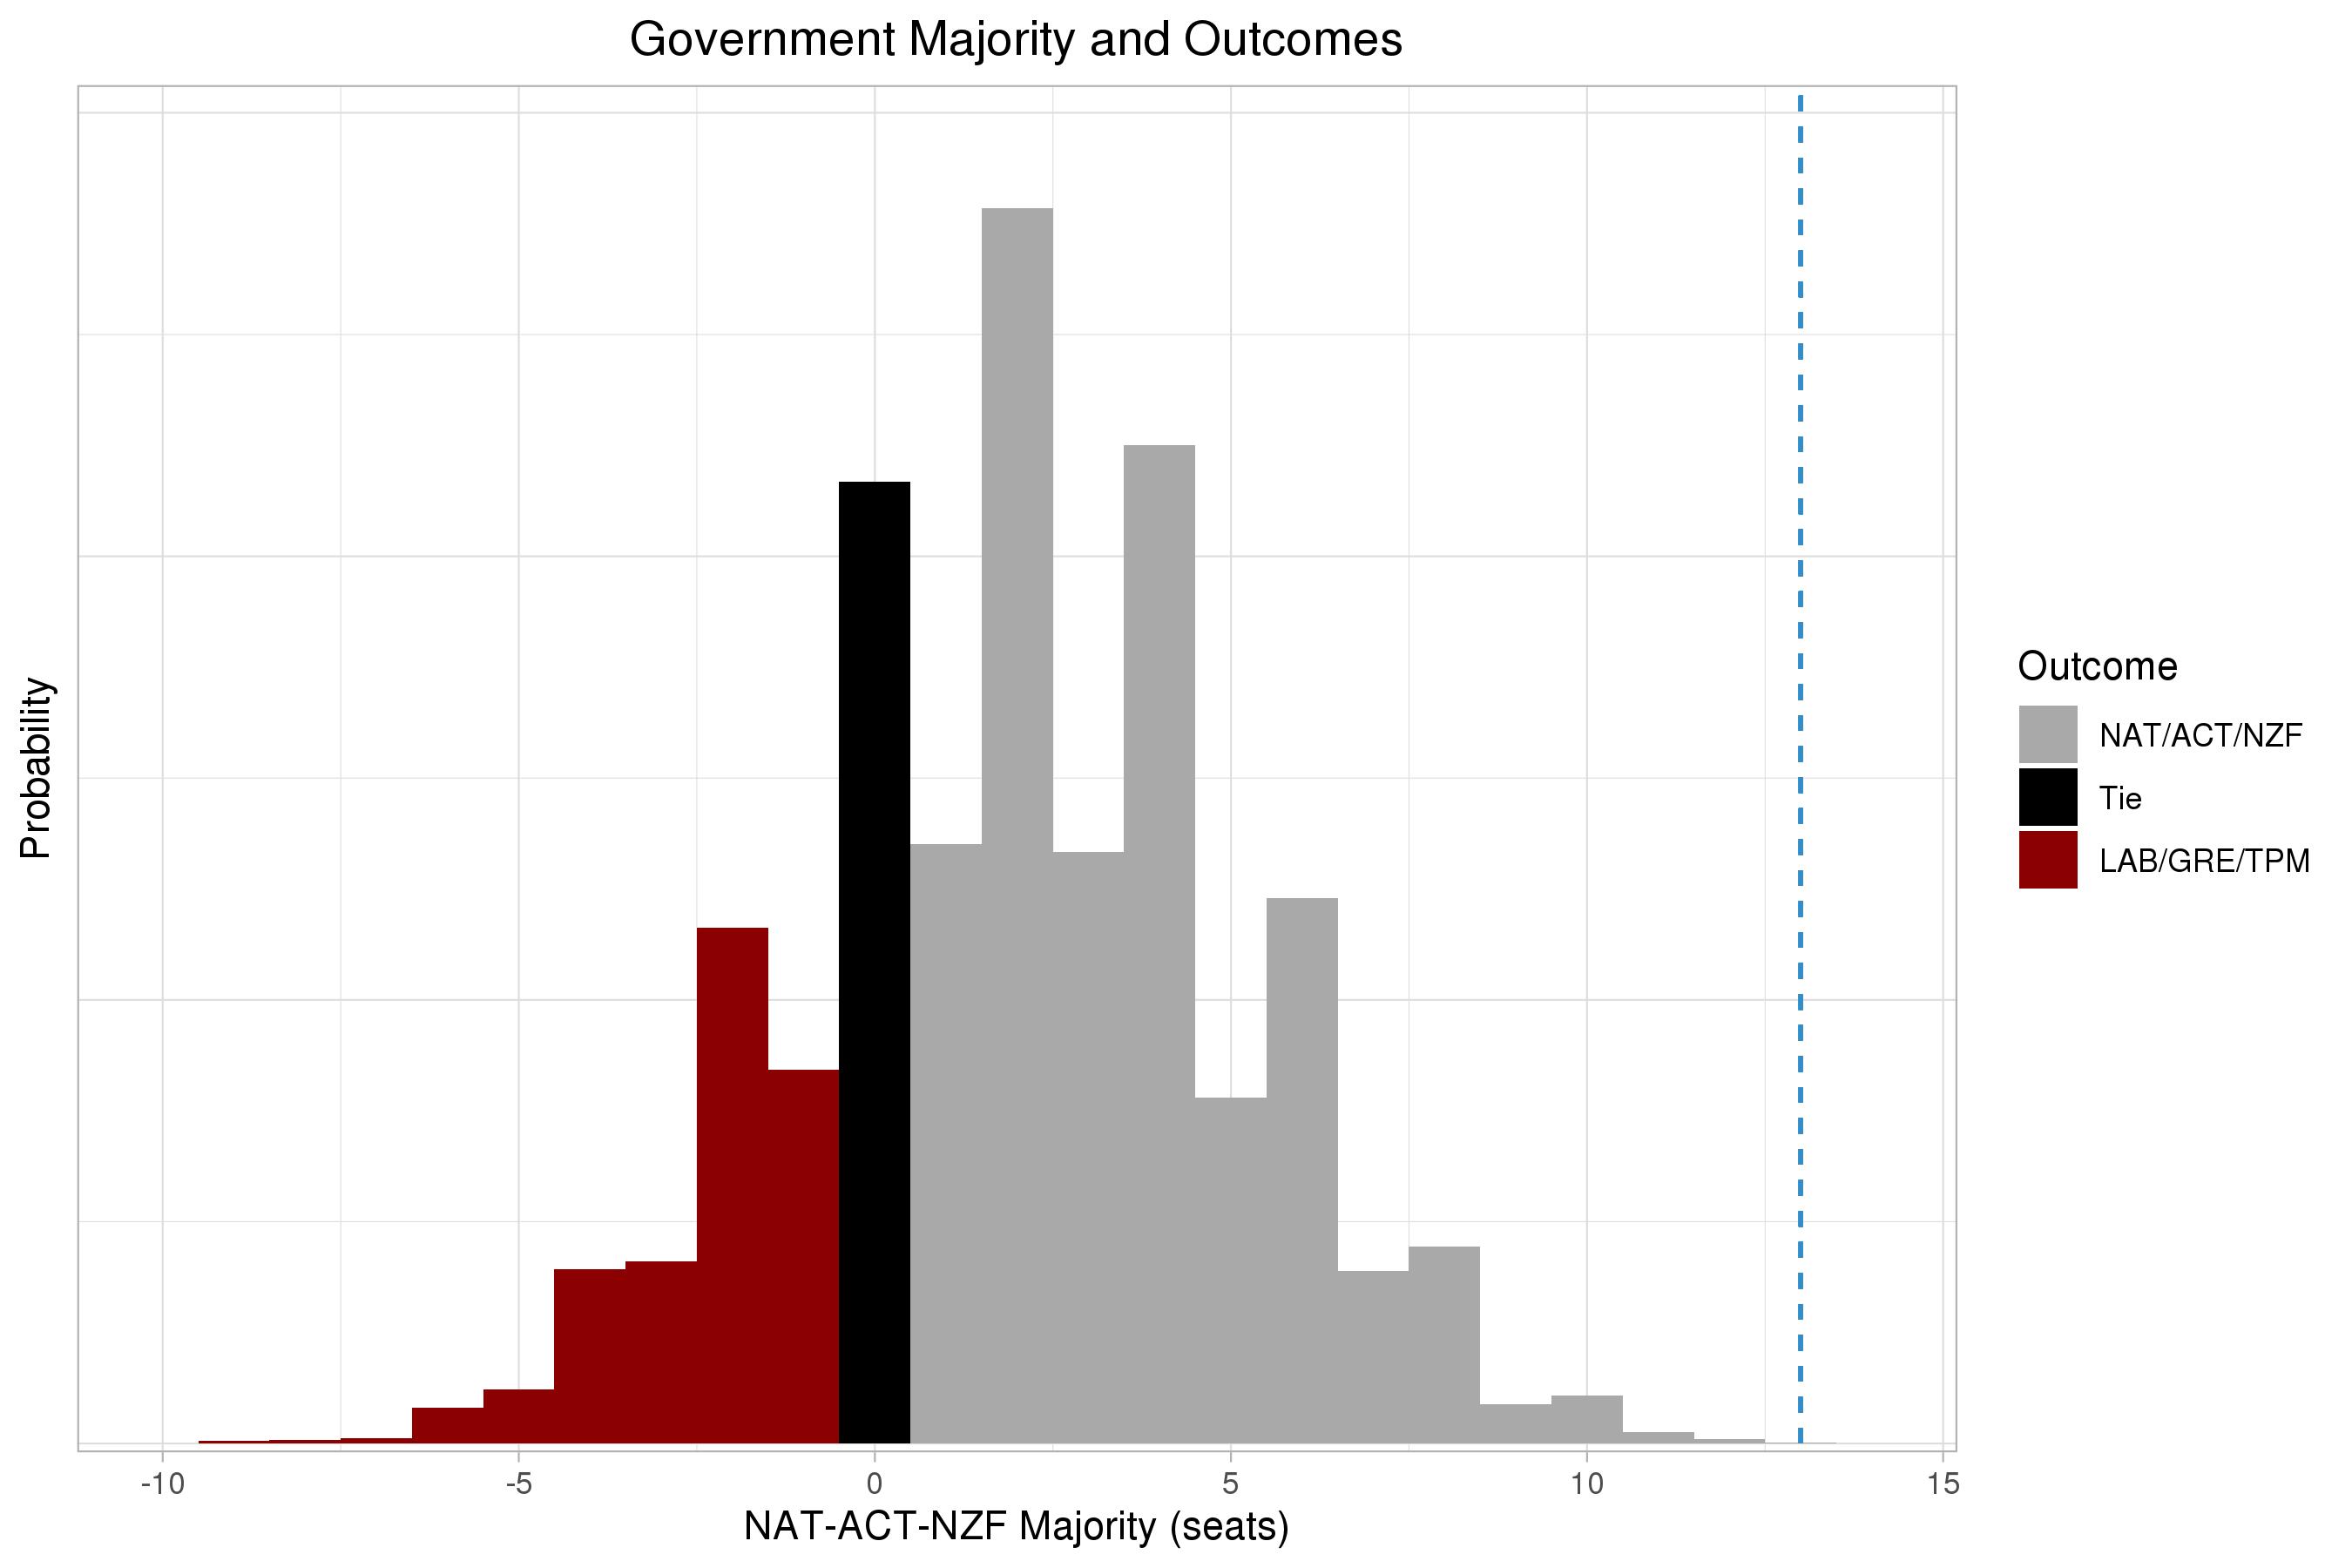 Government Majority and Outcomes
Probability
-10
-5
0
5
10
15
NAT-ACT-NZF Majority (seats)
Outcome
NAT/ACT/NZF
Tie
LAB/GRE/TPM